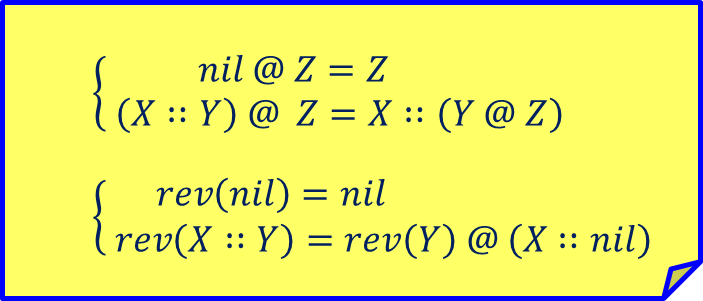 nil @ Z = Z
(X :: Y) @ Z = X :: (Y @ Z)
rev(nil) = nil
rev(X :: Y) = rev(Y) @ (X :: nil)